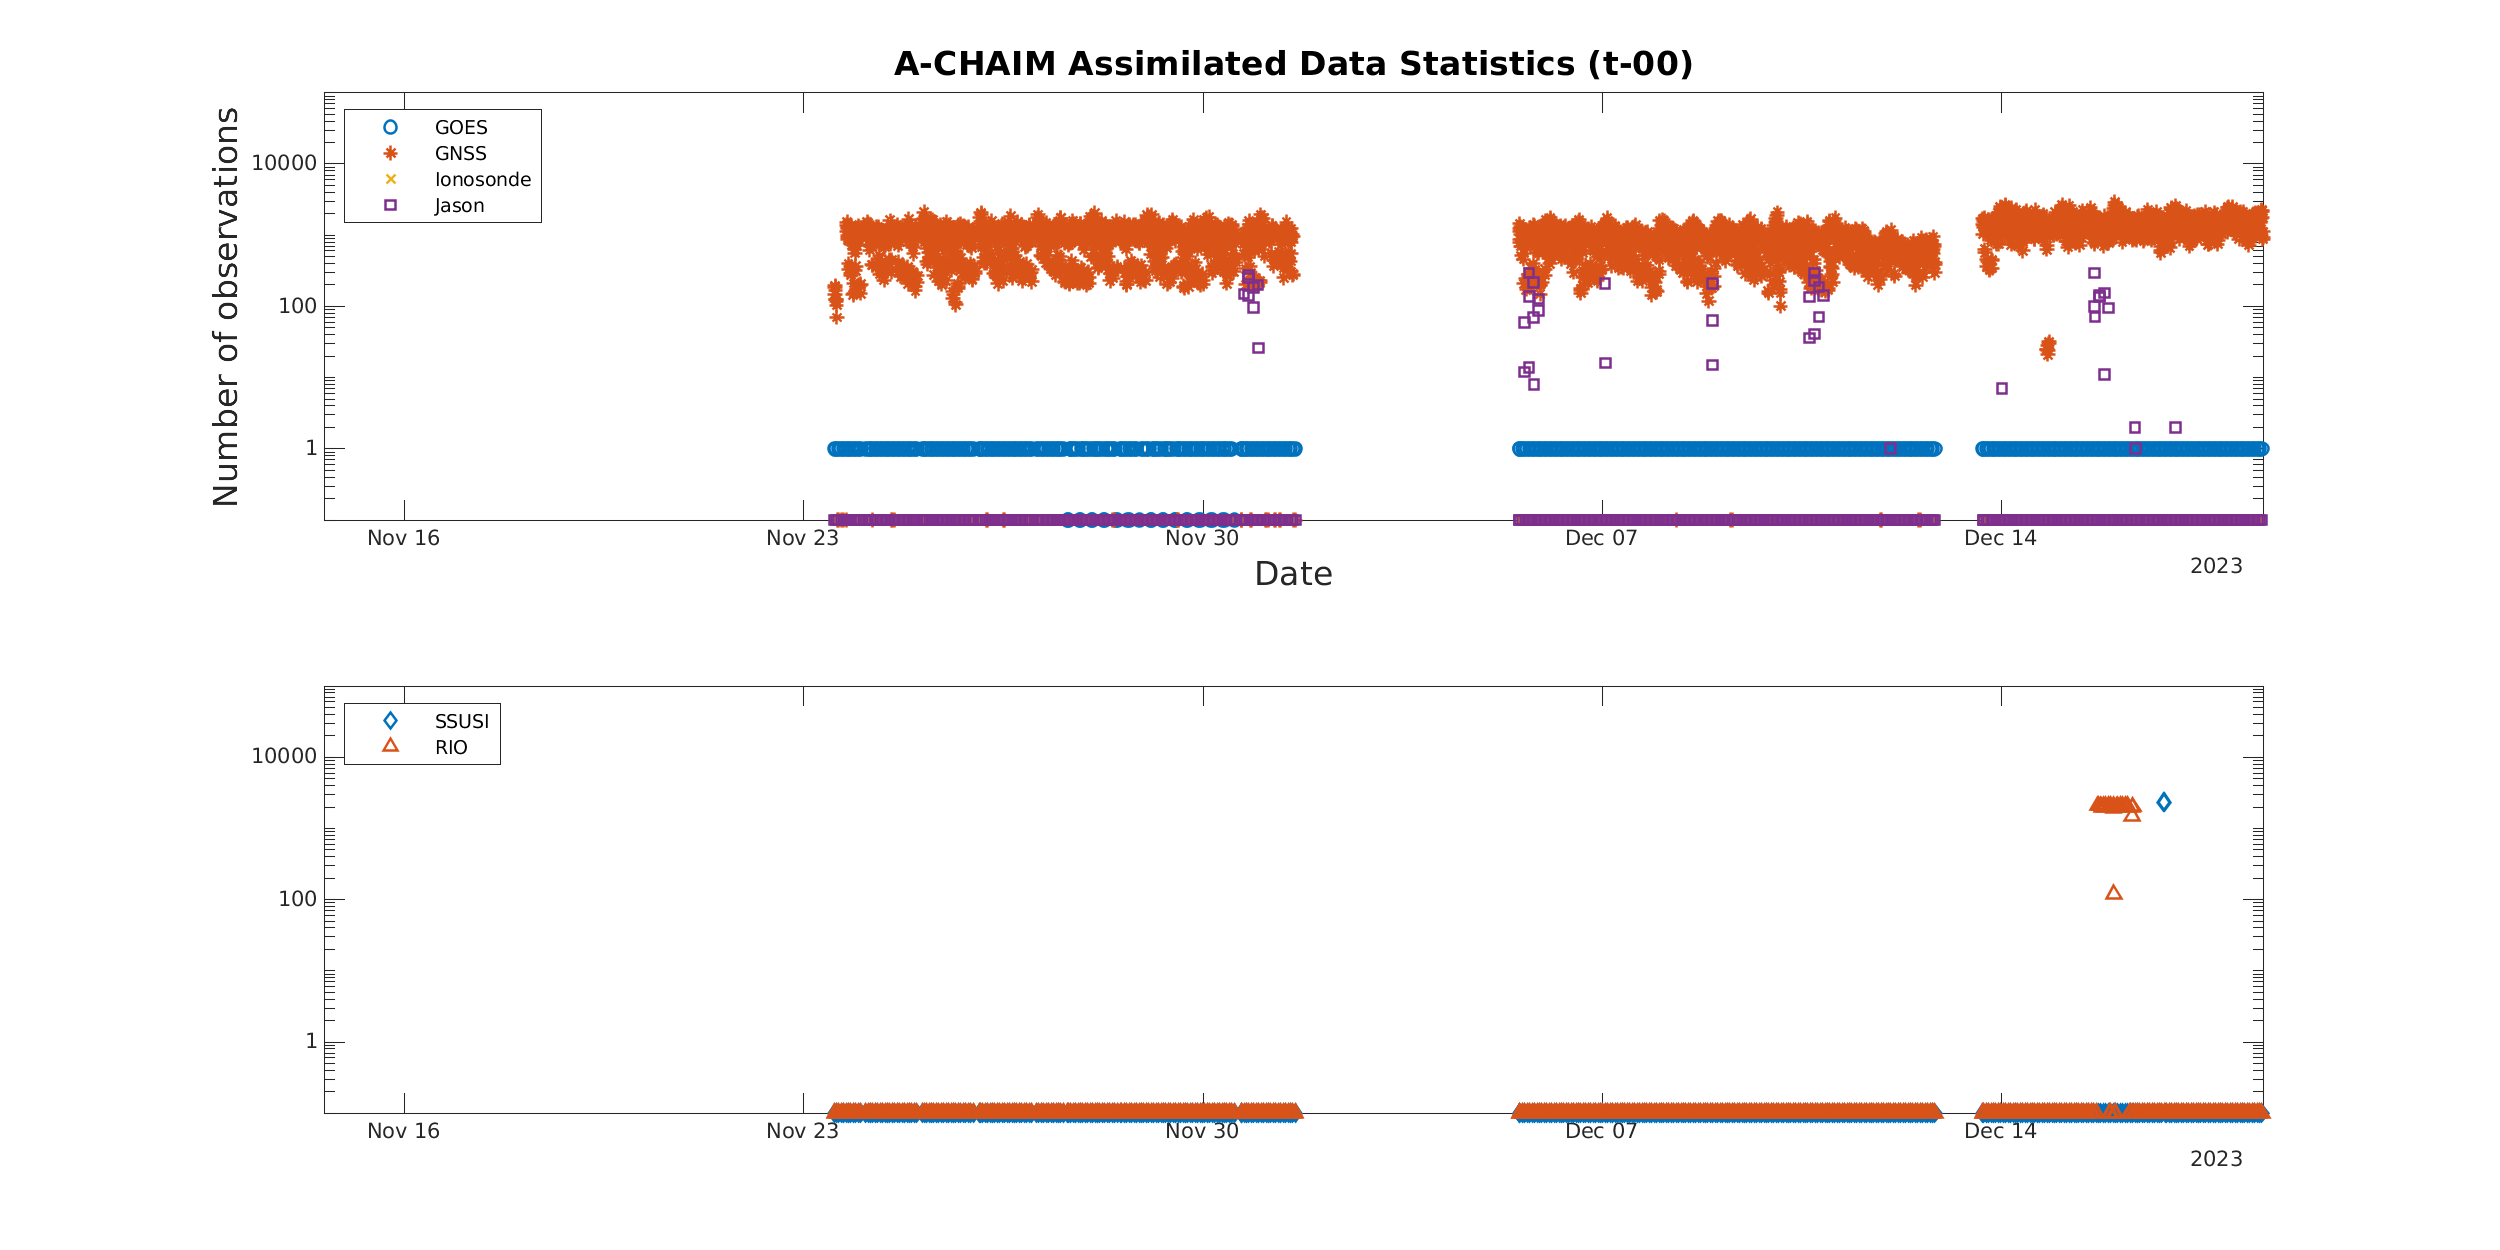 A-CHAIM Assimilated Data Statistics (t-00)
Number of observations
GOES
GNSS
Ionosonde
Jason
10000
100
1
Nov 16 Nov 23 Nov 30 Dec 07 Dec 14
2023
Date
SSUSI
RIO
10000
100
1
Nov 16 Nov 23 Nov 30 Dec 07 Dec 14
2023